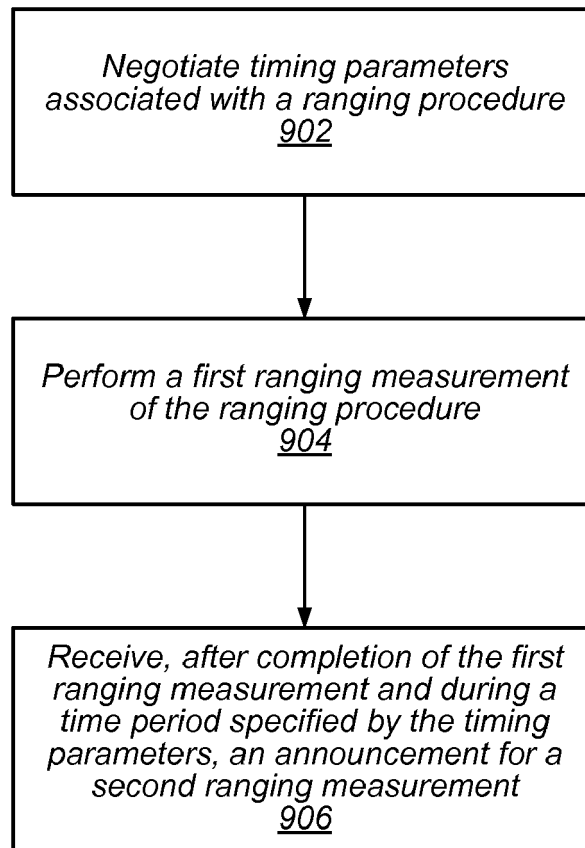 Negotiate timing parameters
associated with a ranging procedure
902
Perform a first ranging measurement
of the ranging procedure
904
Receive, after completion of the first
ranging measurement and during a
time period specified by the timing
parameters, an announcement for a
second ranging measurement
906